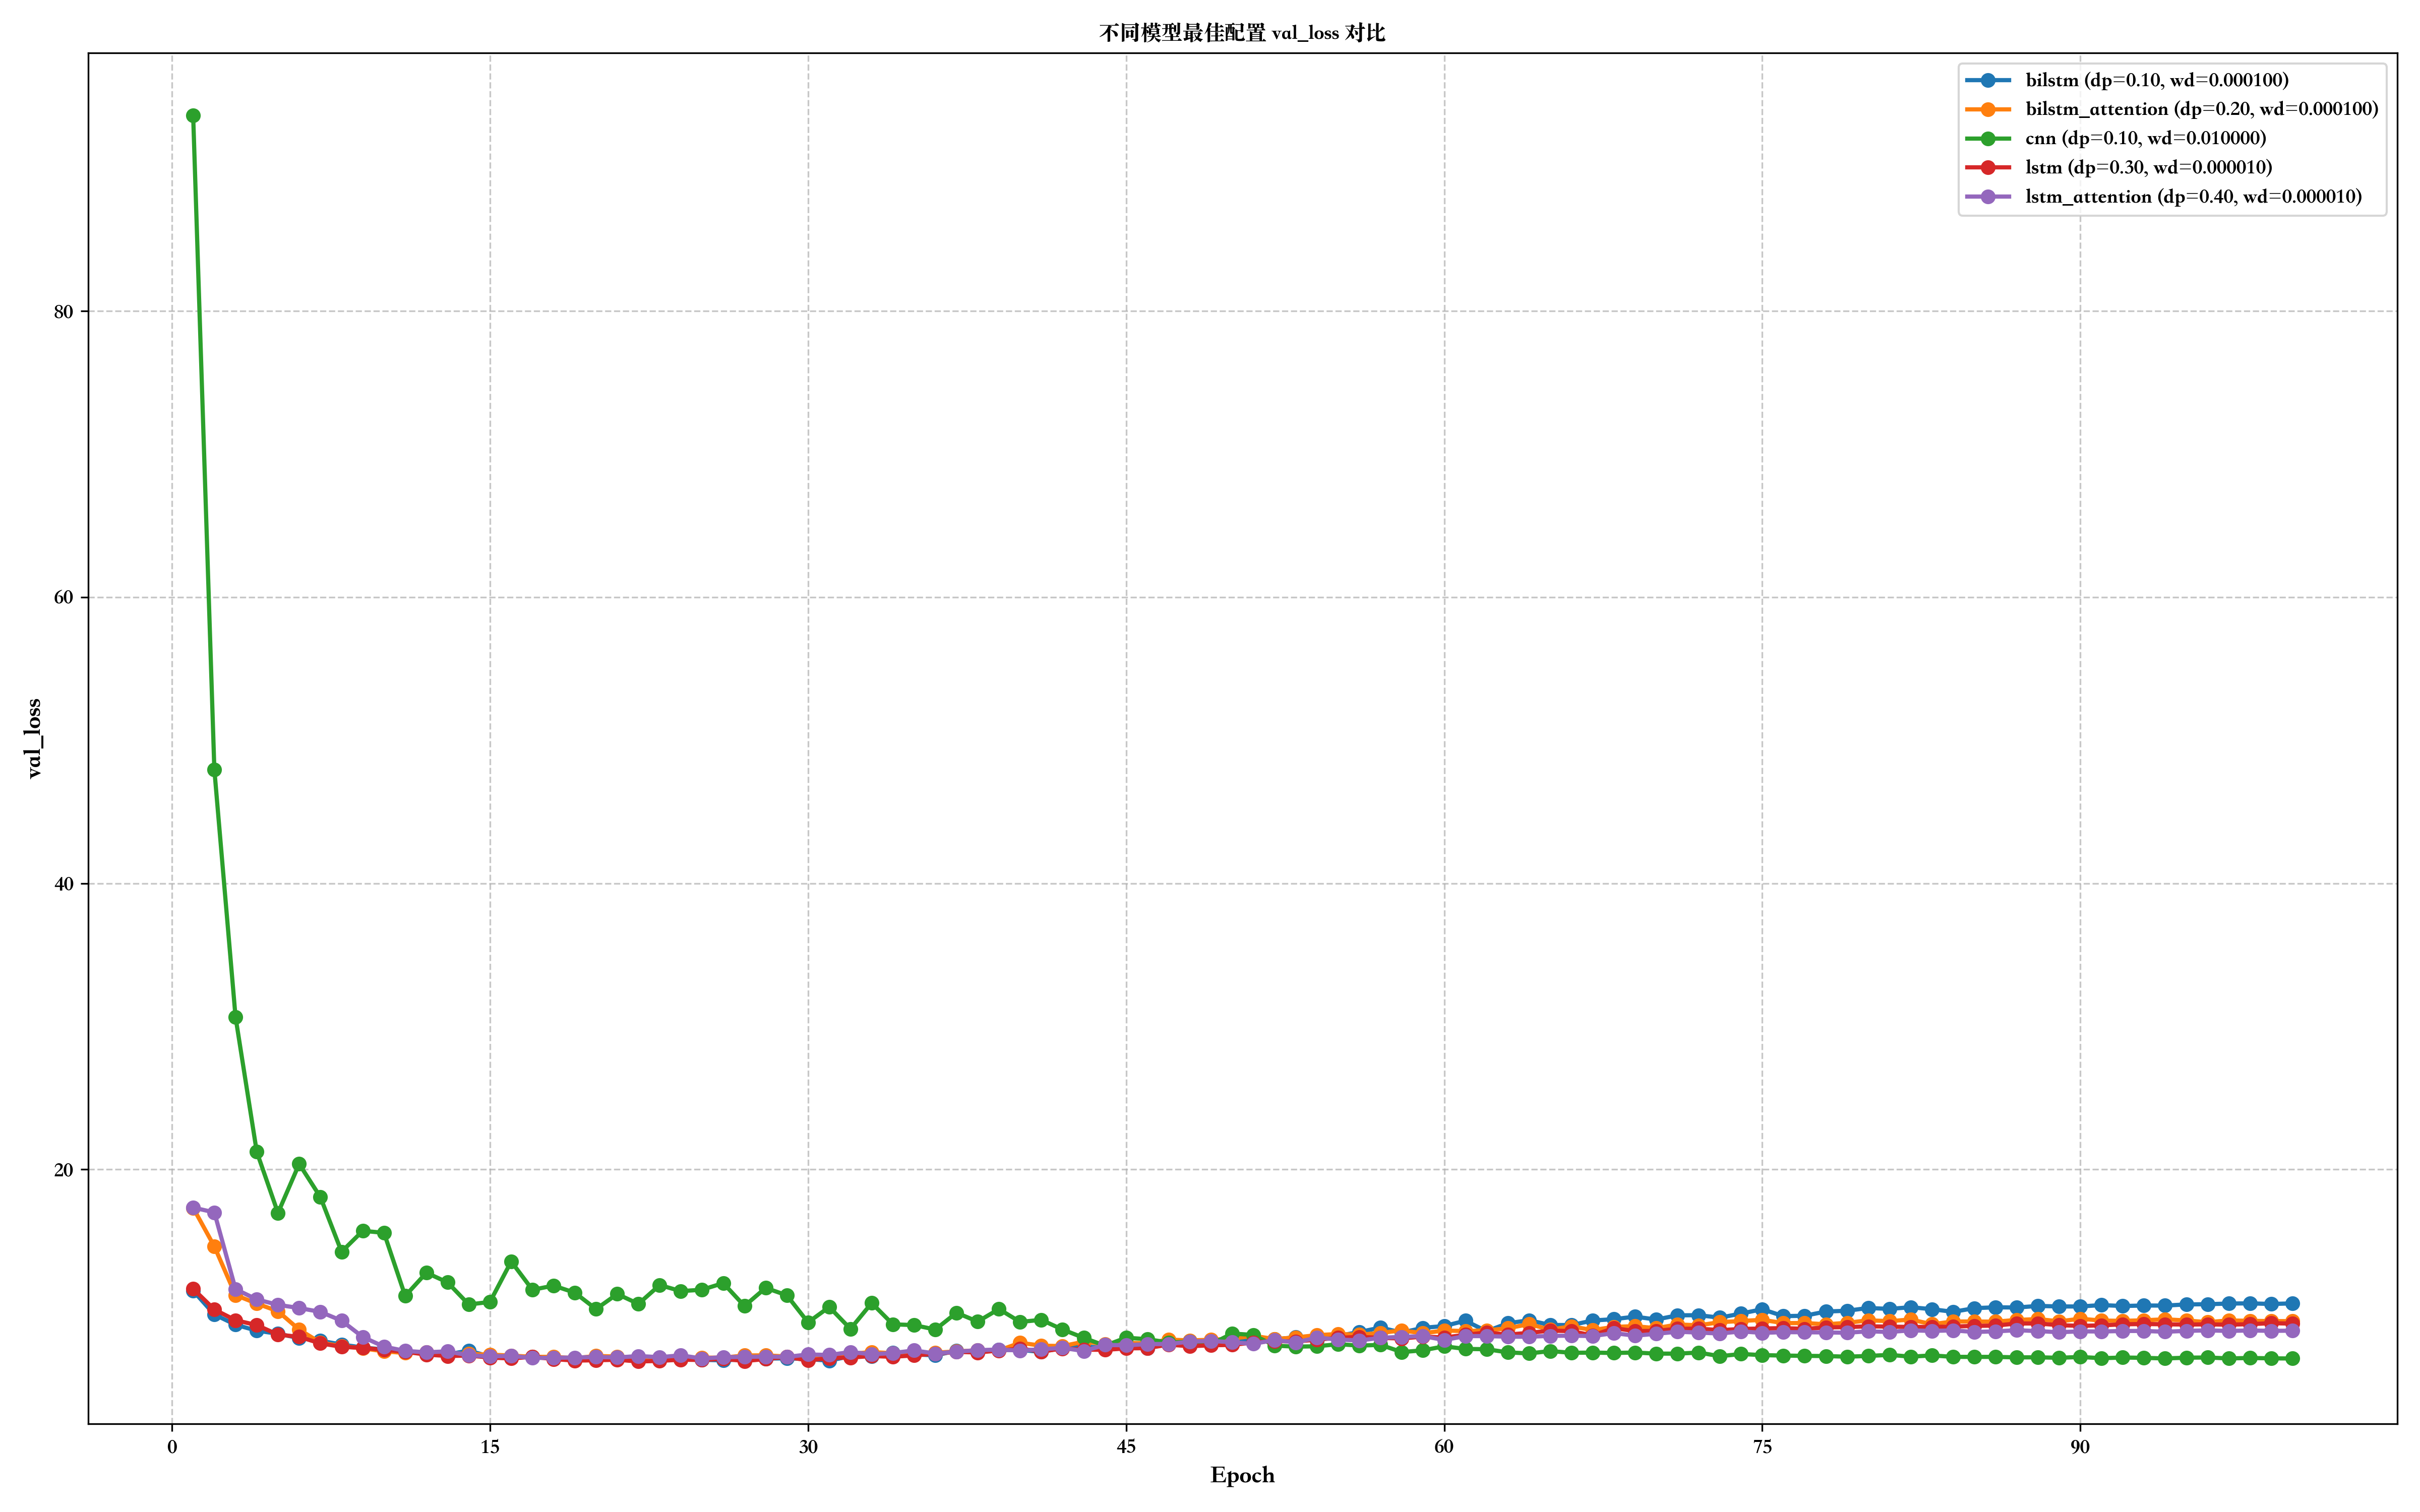 不同模型最佳配置 val_loss 对比
bilstm (dp=0.10, wd=0.000100)
bilstm_attention (dp=0.20, wd=0.000100)
cnn (dp=0.10, wd=0.010000)
lstm (dp=0.30, wd=0.000010)
lstm_attention (dp=0.40, wd=0.000010)
val_loss
80
60
40
20
0
15
30
45
60
75
90
Epoch